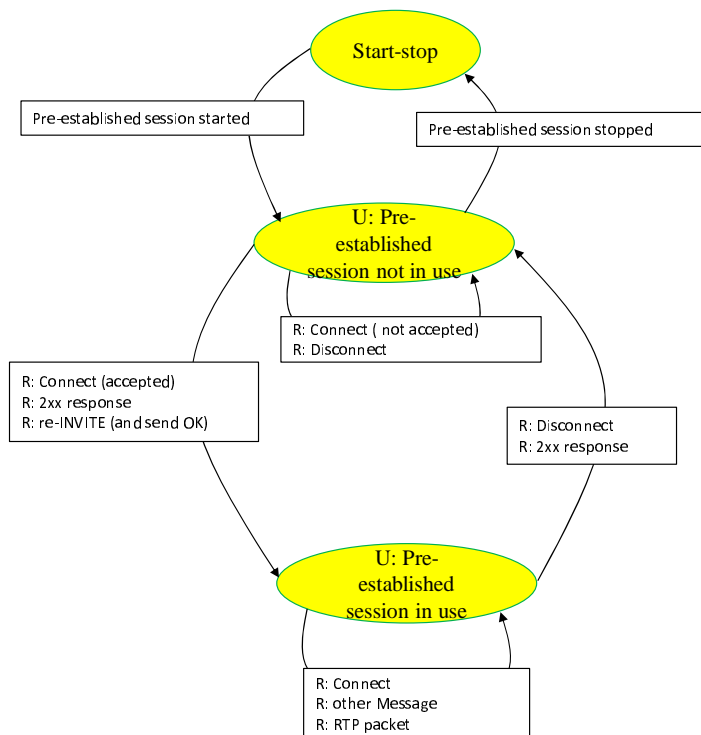 Start-stop
Pre-established session started
Pre-established session stopped
U: Pre-
established
session not in use
R: Connect ( not accepted)
R: Disconnect
R: Connect (accepted)
R: 2xx response
R: re-INVITE (and send OK)
R: Disconnect
R: 2xx response
U: Pre-
established
session in use
R: Connect
R: other Message
R: RTP packet